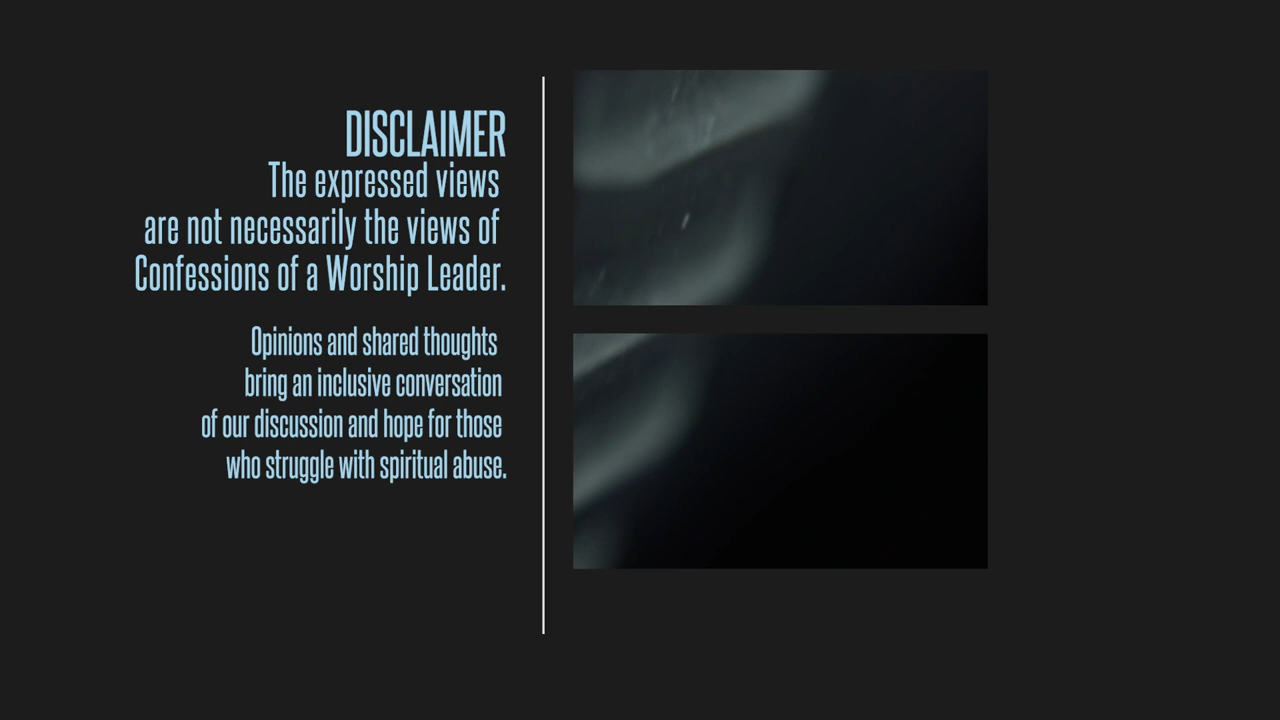 DISCLAIMER
The expressed views
are not necessarily the views of
Confessions of a Worship Leader.
Opinions and shared thoughts
bring an inclusive conversation
of our discussion and hope for those
who struggle with spiritual abuse.